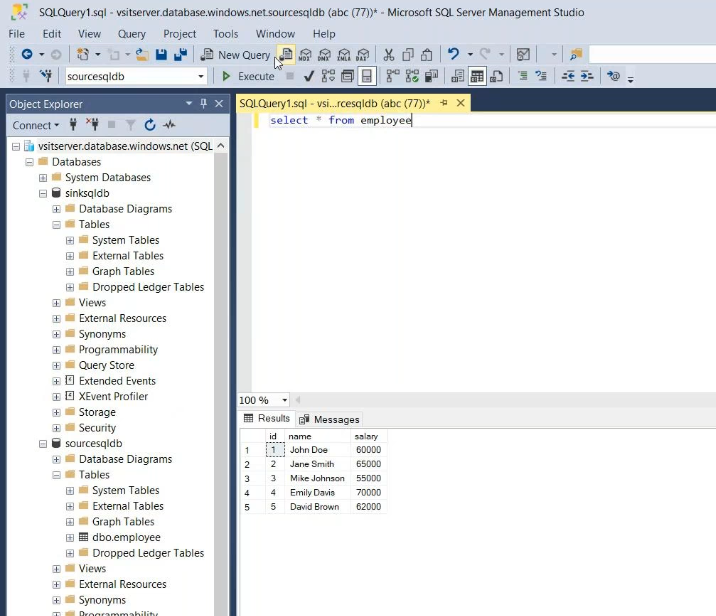 SQLQuery1.sql - vsitserver.database.windows.net.sourcesqldb (abc (77))* - Microsoft SQL Server Management Studio
File Edit View Query Project Tools Window Help
New Query MDX DMX XMLA DAX
sourcesqldb Execute
Object Explorer
Connect
vsitserver.database.windows.net (SQL
Databases
System Databases
sinksqldb
Database Diagrams
Tables
System Tables
External Tables
Graph Tables
Dropped Ledger Tables
Views
External Resources
Synonyms
Programmability
Query Store
Extended Events
XEvent Profiler
Storage
Security
sourcesqldb
Database Diagrams
Tables
System Tables
External Tables
Graph Tables
dbo.employee
Dropped Ledger Tables
Views
External Resources
Synonyms
Programmability
SQLQuery1.sql - vsi...rcesqldb (abc (77))*
select * from employee
100 %
Results Messages
id name salary
1 1 John Doe 60000
2 2 Jane Smith 65000
3 3 Mike Johnson 55000
4 4 Emily Davis 70000
5 5 David Brown 62000